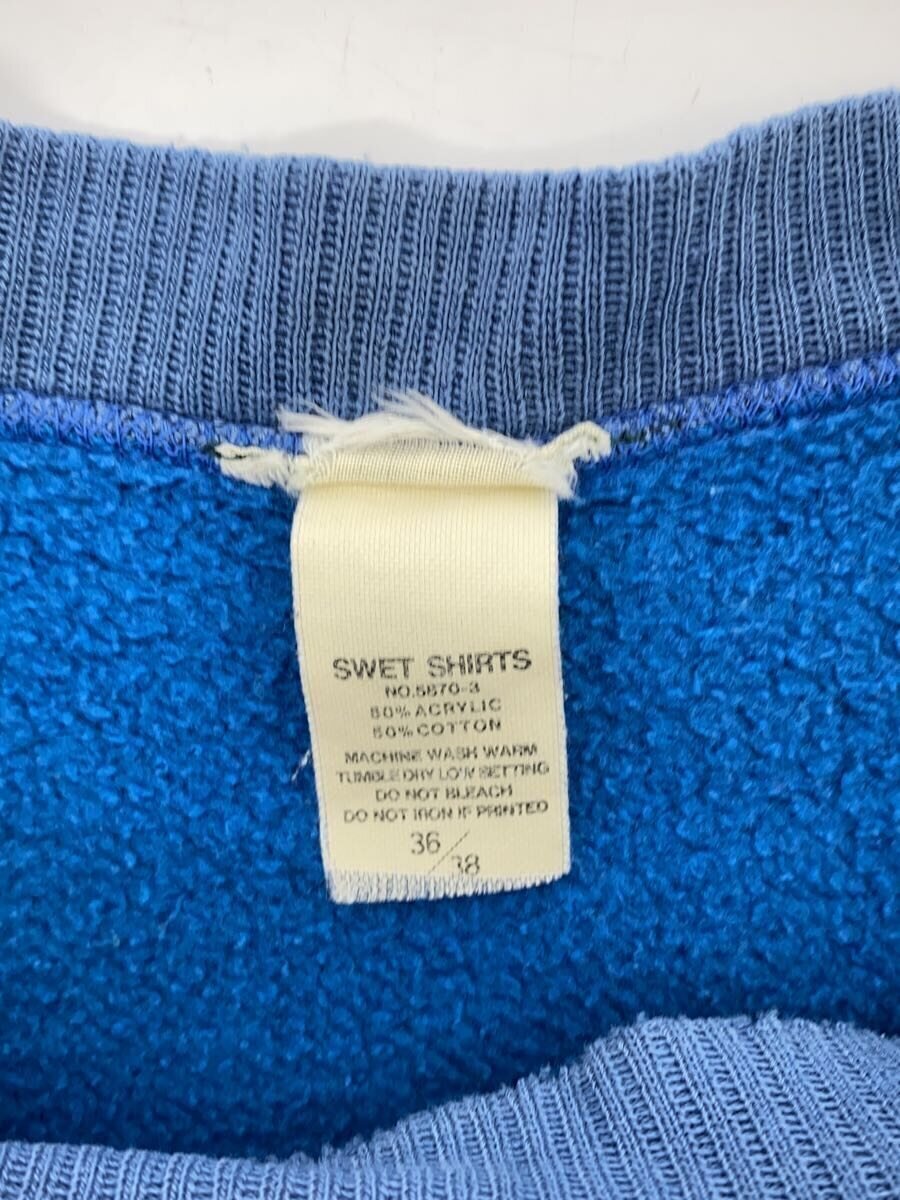 SWET SHIRTS
NO.5870-3
50% ACRYLIC
50% COTTON
MACHINE WASH WARM
TUMBLE DRY LOW SETTING
DO NOT BLEACH
DO NOT IRON IF PRINTED
36/38